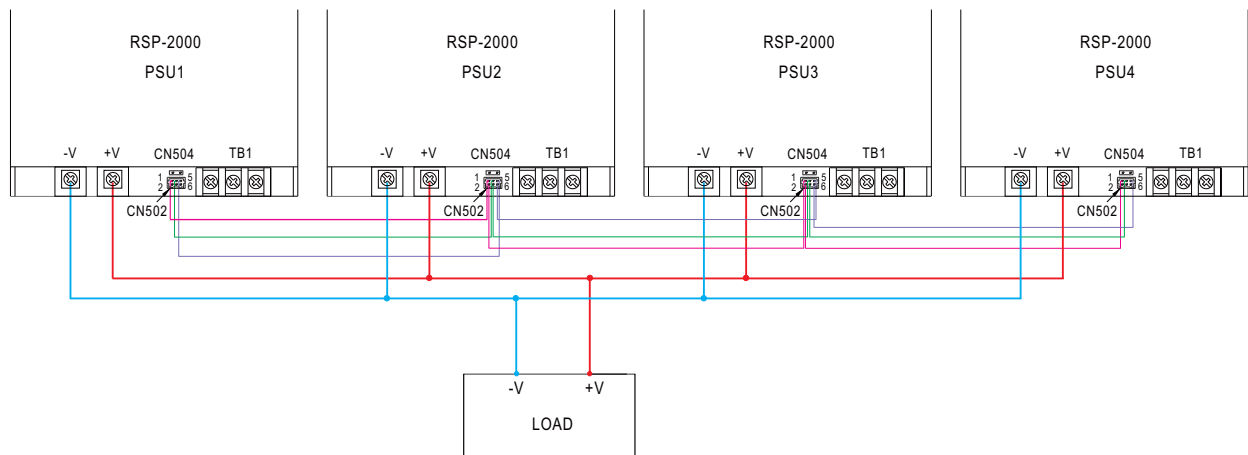 RSP-2000
PSU1
-V +V CN504 TB1
1 5
2 6
CN502
RSP-2000
PSU2
-V +V CN504 TB1
1 5
2 6
CN502
RSP-2000
PSU3
-V +V CN504 TB1
1 5
2 6
CN502
RSP-2000
PSU4
-V +V CN504 TB1
1 5
2 6
CN502
-V +V
LOAD